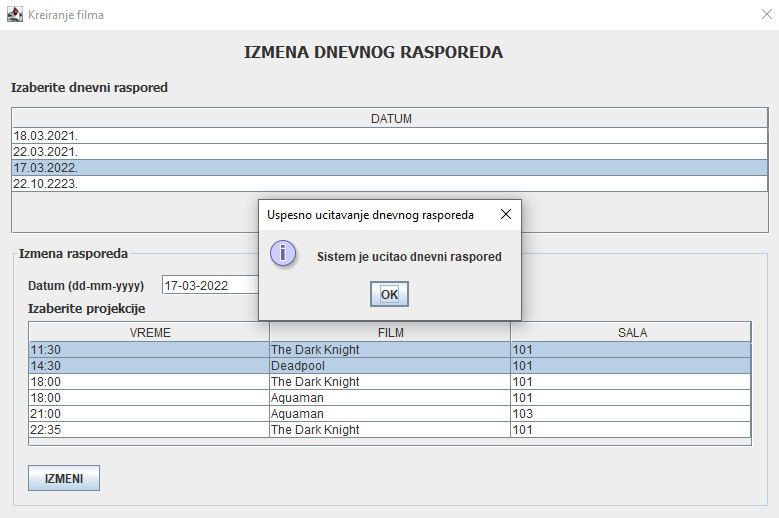 Kreiranje filma
IZMENA DNEVNOG RASPOREDA
Izaberite dnevni raspored
DATUM
18.03.2021.
22.03.2021.
17.03.2022.
22.10.2223.
Uspesno ucitavanje dnevnog rasporeda
Sistem je ucitao dnevni raspored
OK
Izmena rasporeda
Datum (dd-mm-yyyy) 17-03-2022
Izaberite projekcije
VREME FILM SALA
11:30 The Dark Knight 101
14:30 Deadpool 101
18:00 The Dark Knight 101
18:00 Aquaman 101
21:00 Aquaman 103
22:35 The Dark Knight 101
IZMENI